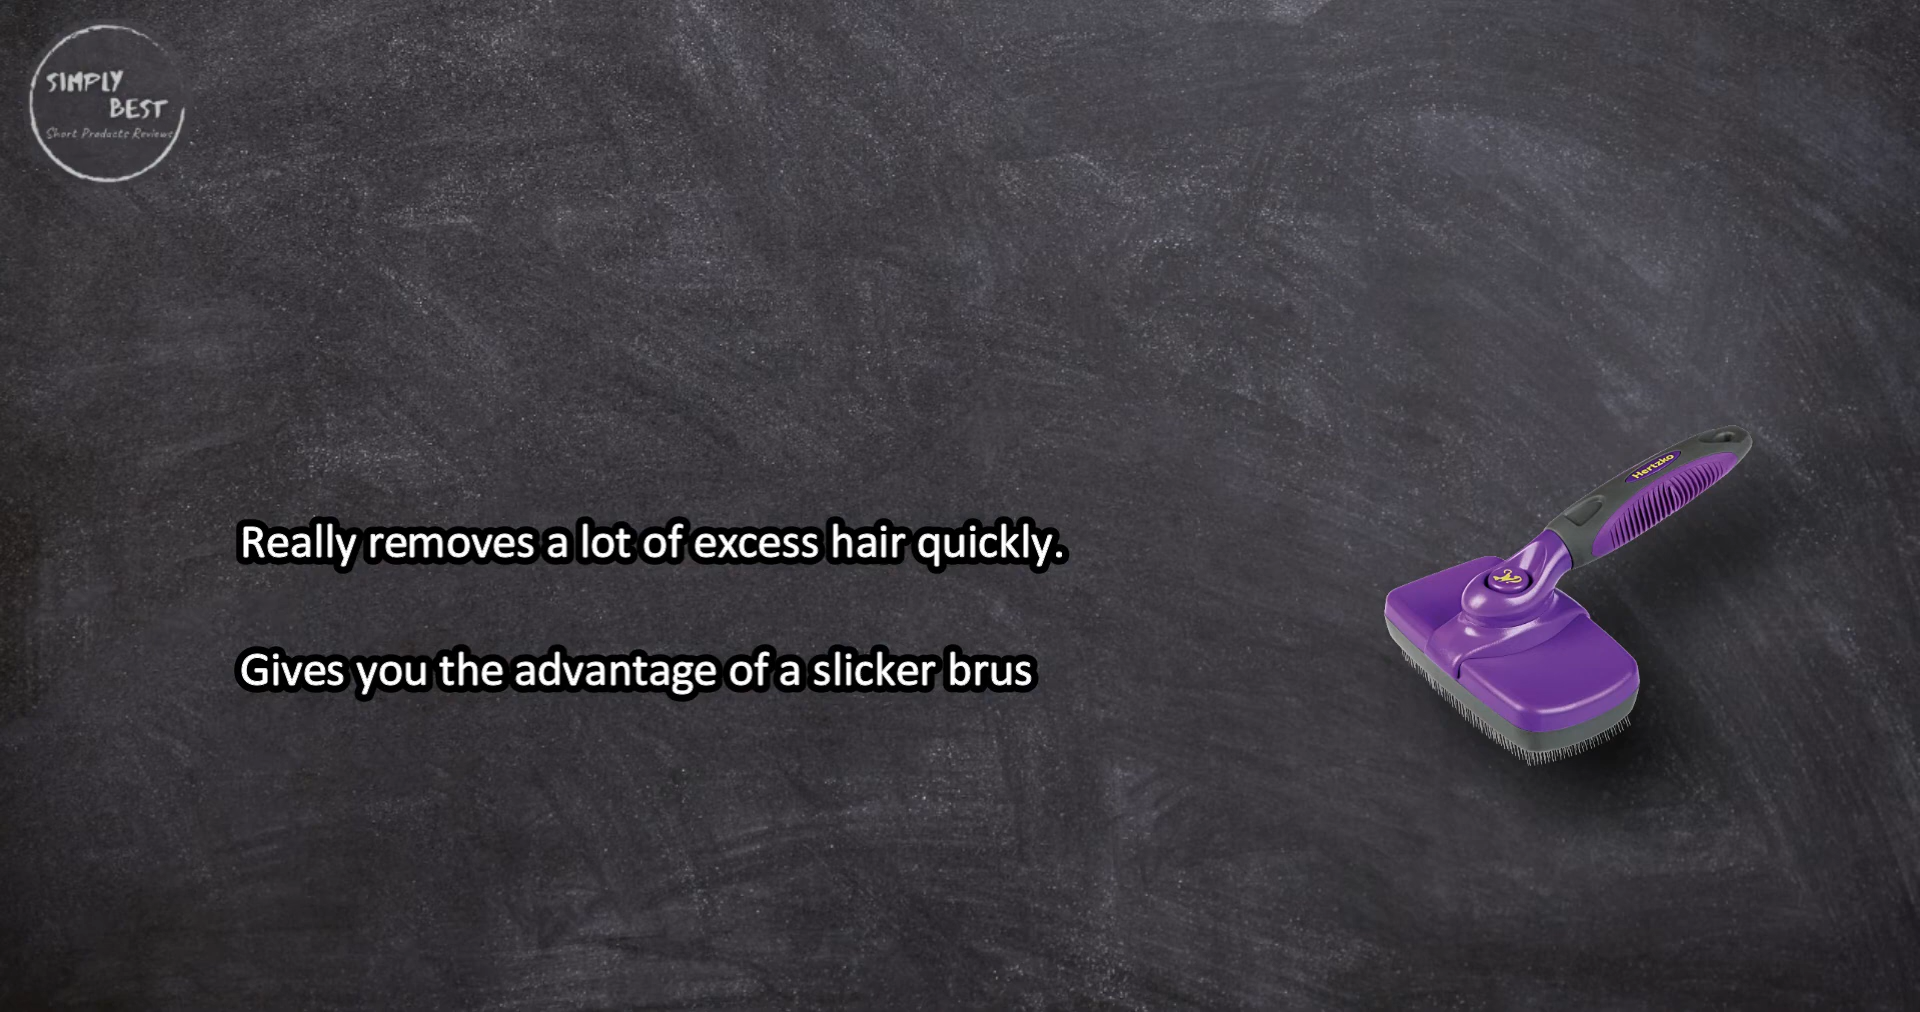 SIMPLY
BEST
Short Products Reviews
Hertzko
Really removes a lot of excess hair quickly.
Gives you the advantage of a slicker brus